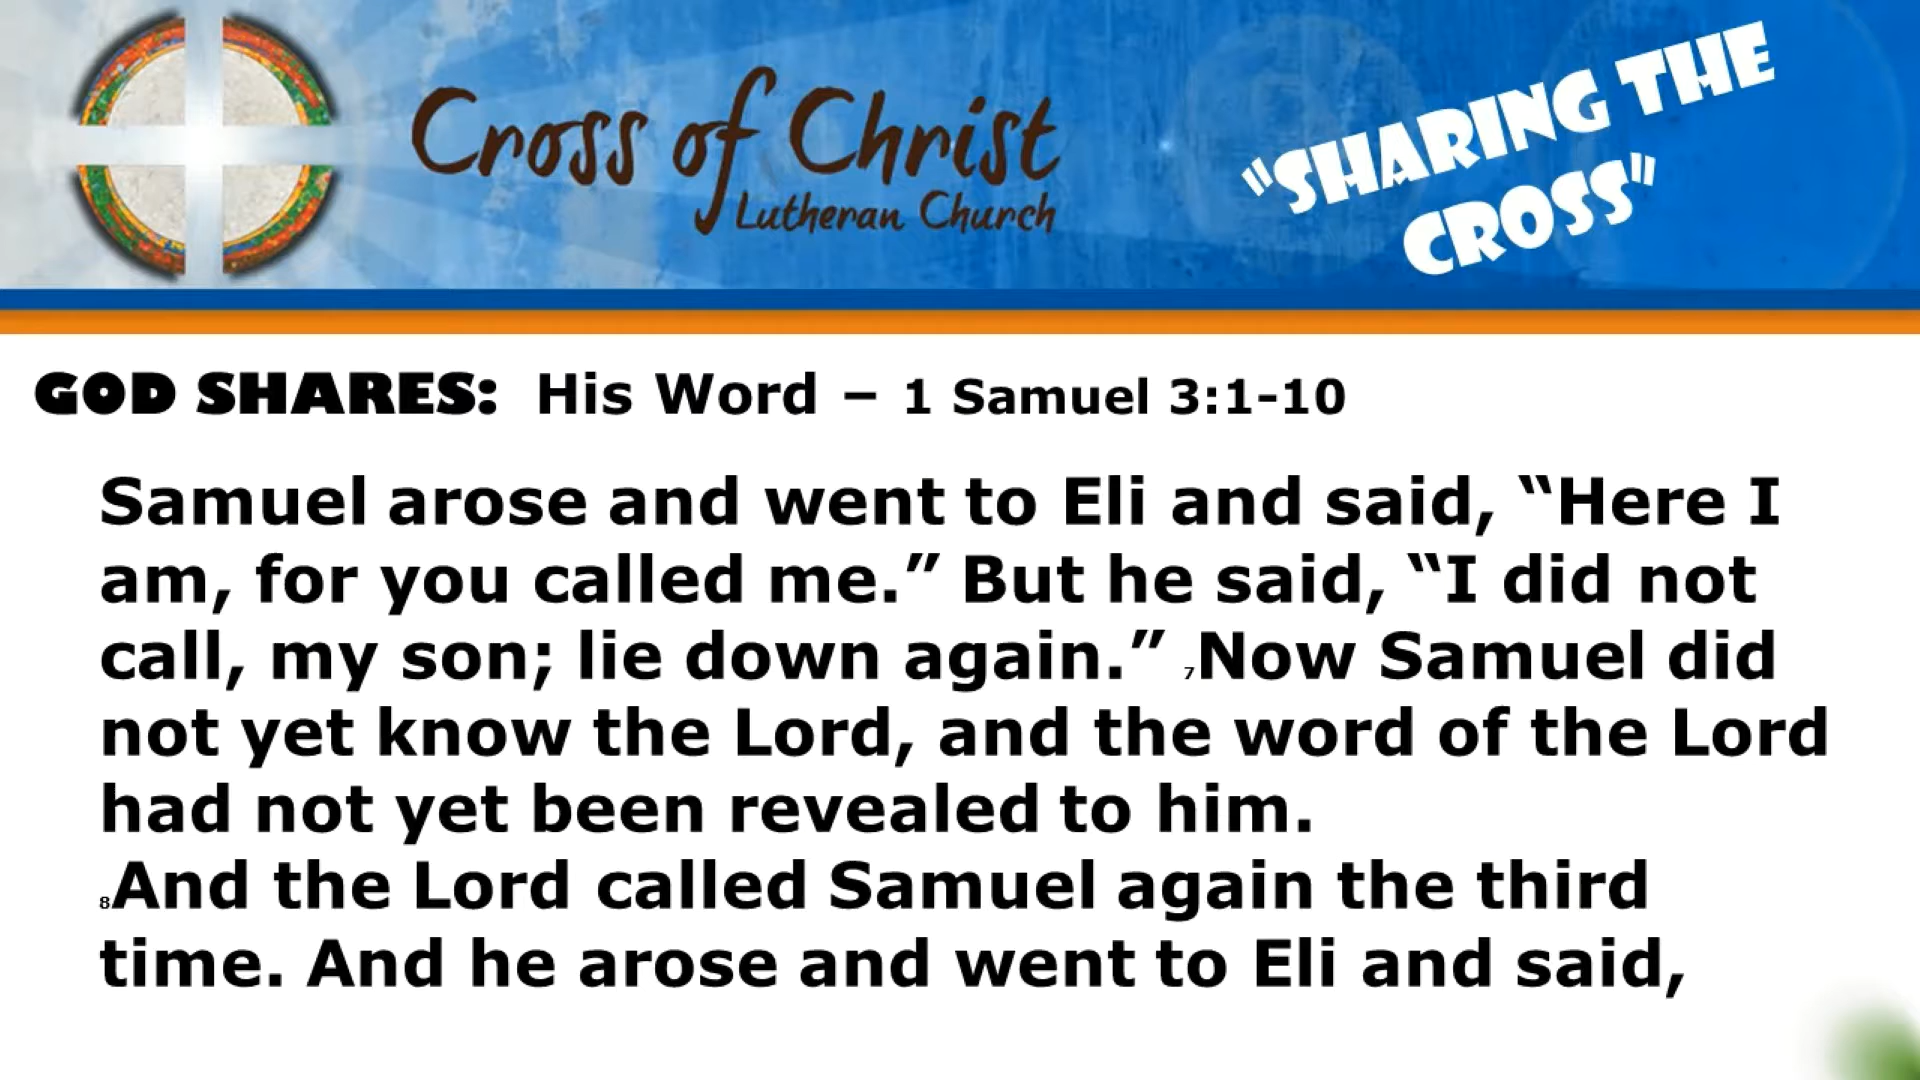 Cross of Christ
Lutheran Church
“SHARING THE
CROSS”
GOD SHARES: His Word – 1 Samuel 3:1-10
Samuel arose and went to Eli and said, “Here I
am, for you called me.” But he said, “I did not
call, my son; lie down again.” 7Now Samuel did
not yet know the Lord, and the word of the Lord
had not yet been revealed to him.
8And the Lord called Samuel again the third
time. And he arose and went to Eli and said,